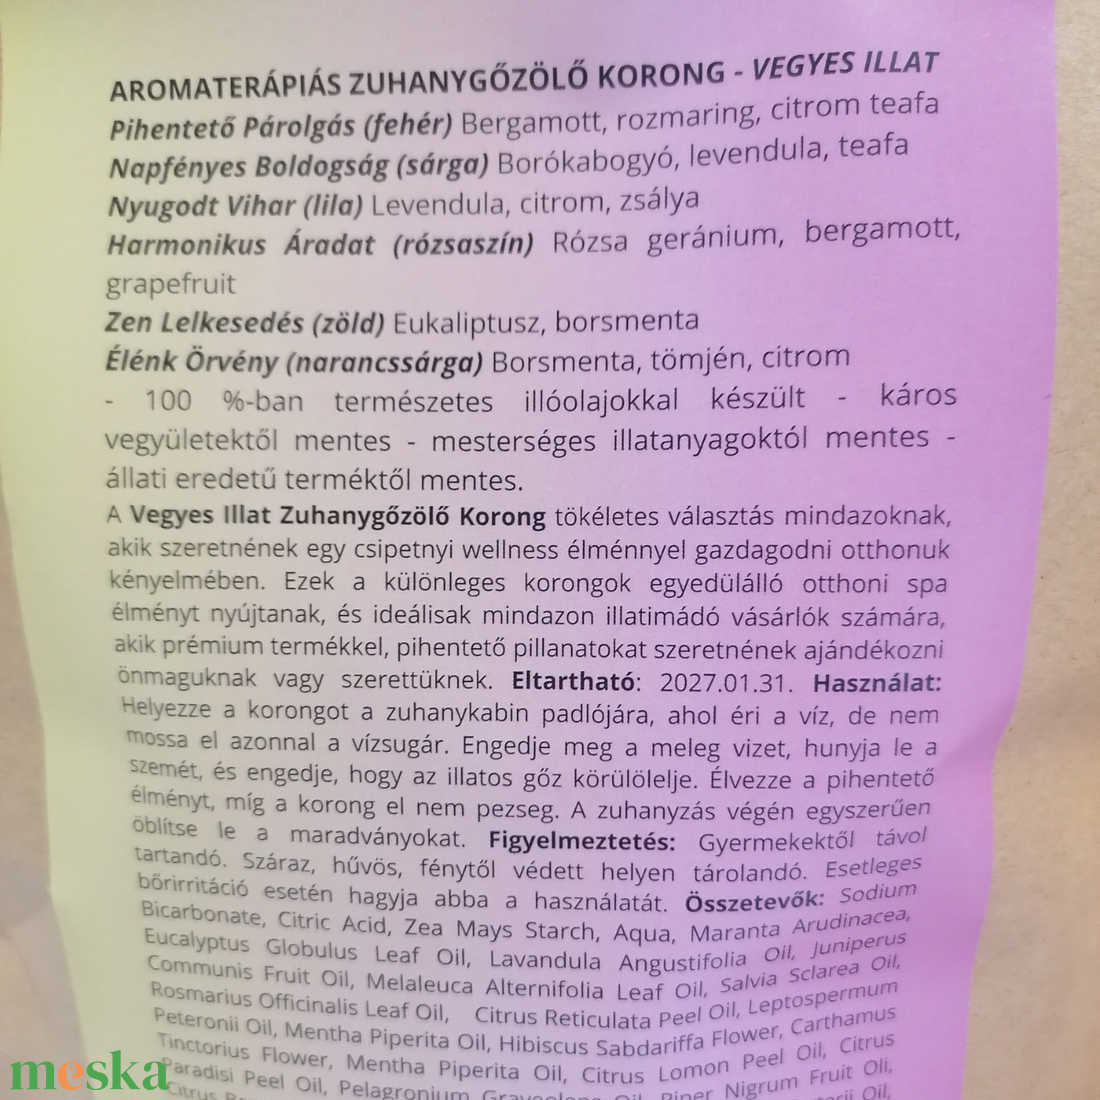 AROMATERÁPIÁS ZUHANYGŐZÖLŐ KORONG - VEGYES ILLAT
Pihentető Párolgás (fehér) Bergamott, rozmaring, citrom teafa
Napfényes Boldogság (sárga) Borókabogyó, levendula, teafa
Nyugodt Vihar (lila) Levendula, citrom, zsálya
Harmonikus Áradat (rózsaszín) Rózsa geránium, bergamott,
grapefruit
Zen Lelkesedés (zöld) Eukaliptusz, borsmenta
Élénk Örvény (narancssárga) Borsmenta, tömjén, citrom
- 100 %-ban természetes illóolajokkal készült - káros
vegyületektől mentes - mesterséges illatanyagoktól mentes -
állati eredetű terméktől mentes.
A Vegyes Illat Zuhanygőzölő Korong tökéletes választás mindazoknak,
akik szeretnének egy csipetnyi wellness élménnyel gazdagodni otthonuk
kényelmében. Ezek a különleges korongok egyedülálló otthoni spa
élményt nyújtanak, és ideálisak mindazon illatimádó vásárlók számára,
akik prémium termékkel, pihentető pillanatokat szeretnének ajándékozni
önmaguknak vagy szerettüknek. Eltartható: 2027.01.31. Használat:
Helyezze a korongot a zuhanykabin padlójára, ahol éri a víz, de nem
mossa el azonnal a vízsugár. Engedje meg a meleg vizet, hunyja le a
szemét, és engedje, hogy az illatos gőz körülölelje. Élvezze a pihentető
élményt, míg a korong el nem pezseg. A zuhanyzás végén egyszerűen
öblítse le a maradványokat. Figyelmeztetés: Gyermekektől távol
tartandó. Száraz, hűvös, fénytől védett helyen tárolandó. Esetleges
bőrirritáció esetén hagyja abba a használatát. Összetevők: Sodium
Bicarbonate, Citric Acid, Zea Mays Starch, Aqua, Maranta Arudinacea,
Eucalyptus Globulus Leaf Oil, Lavandula Angustifolia Oil, Juniperus
Communis Fruit Oil, Melaleuca Alternifolia Leaf Oil, Salvia Sclarea Oil,
Rosmarius Officinalis Leaf Oil, Citrus Reticulata Peel Oil, Leptospermum
Peteronii Oil, Mentha Piperita Oil, Hibiscus Sabdariffa Flower, Carthamus
Tinctorius Flower, Mentha Piperita Oil, Citrus Lomon Peel Oil, Citrus
Paradisi Peel Oil, Pelagronium Graveolens Oil, Piper Nigrum Fruit Oli,
Citrus Oil,
meska